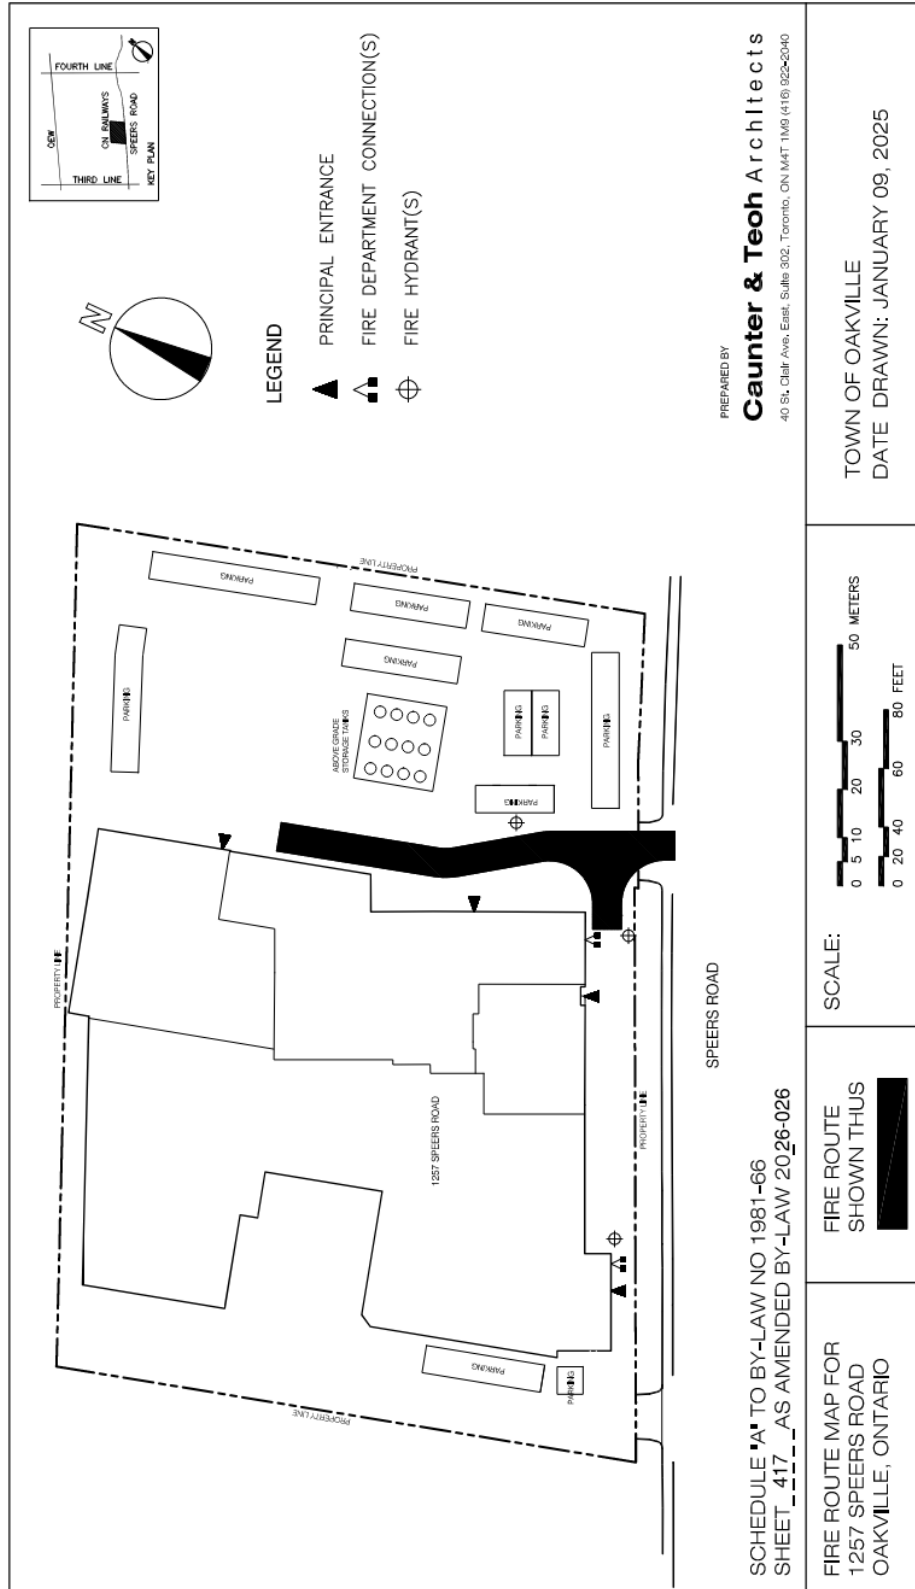 QEW
FOURTH LINE
CN RAILWAYS
SPEERS ROAD
THIRD LINE
KEY PLAN
N
LEGEND
PRINCIPAL ENTRANCE
FIRE DEPARTMENT CONNECTION(S)
FIRE HYDRANT(S)
PREPARED BY
Caunter & Teoh Architects
40 St. Clair Ave. East, Suite 302, Toronto, ON M4T 1M9 (416) 922-2040
PROPERTY LINE
PROPERTY LINE
PROPERTY LINE
PROPERTY LINE
PARKING
PARKING
PARKING
PARKING
PARKING
PARKING
PARKING
PARKING
PARKING
PARKING
PARKING
ABOVE GRADE
STORAGE TANKS
1257 SPEERS ROAD
SPEERS ROAD
SCHEDULE "A" TO BY-LAW NO 1981-66
SHEET 417 AS AMENDED BY-LAW 2026-026
FIRE ROUTE MAP FOR
1257 SPEERS ROAD
OAKVILLE, ONTARIO
FIRE ROUTE
SHOWN THUS
SCALE:
0 5 10 20 30 50 METERS
0 20 40 60 80 FEET
TOWN OF OAKVILLE
DATE DRAWN: JANUARY 09, 2025